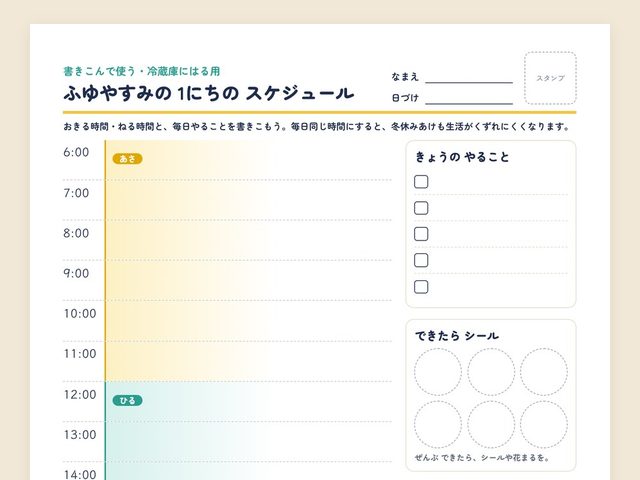 書きこんで使う・冷蔵庫にはる用
ふゆやすみの 1にちの スケジュール
なまえ
日づけ
スタンプ
おきる時間・ねる時間と、毎日やることを書きこもう。毎日同じ時間にすると、冬休みあけも生活がくずれにくくなります。
6:00
あさ
7:00
8:00
9:00
10:00
11:00
12:00
ひる
13:00
14:00
きょうの やること
できたら シール
ぜんぶ できたら、シールや花まるを。